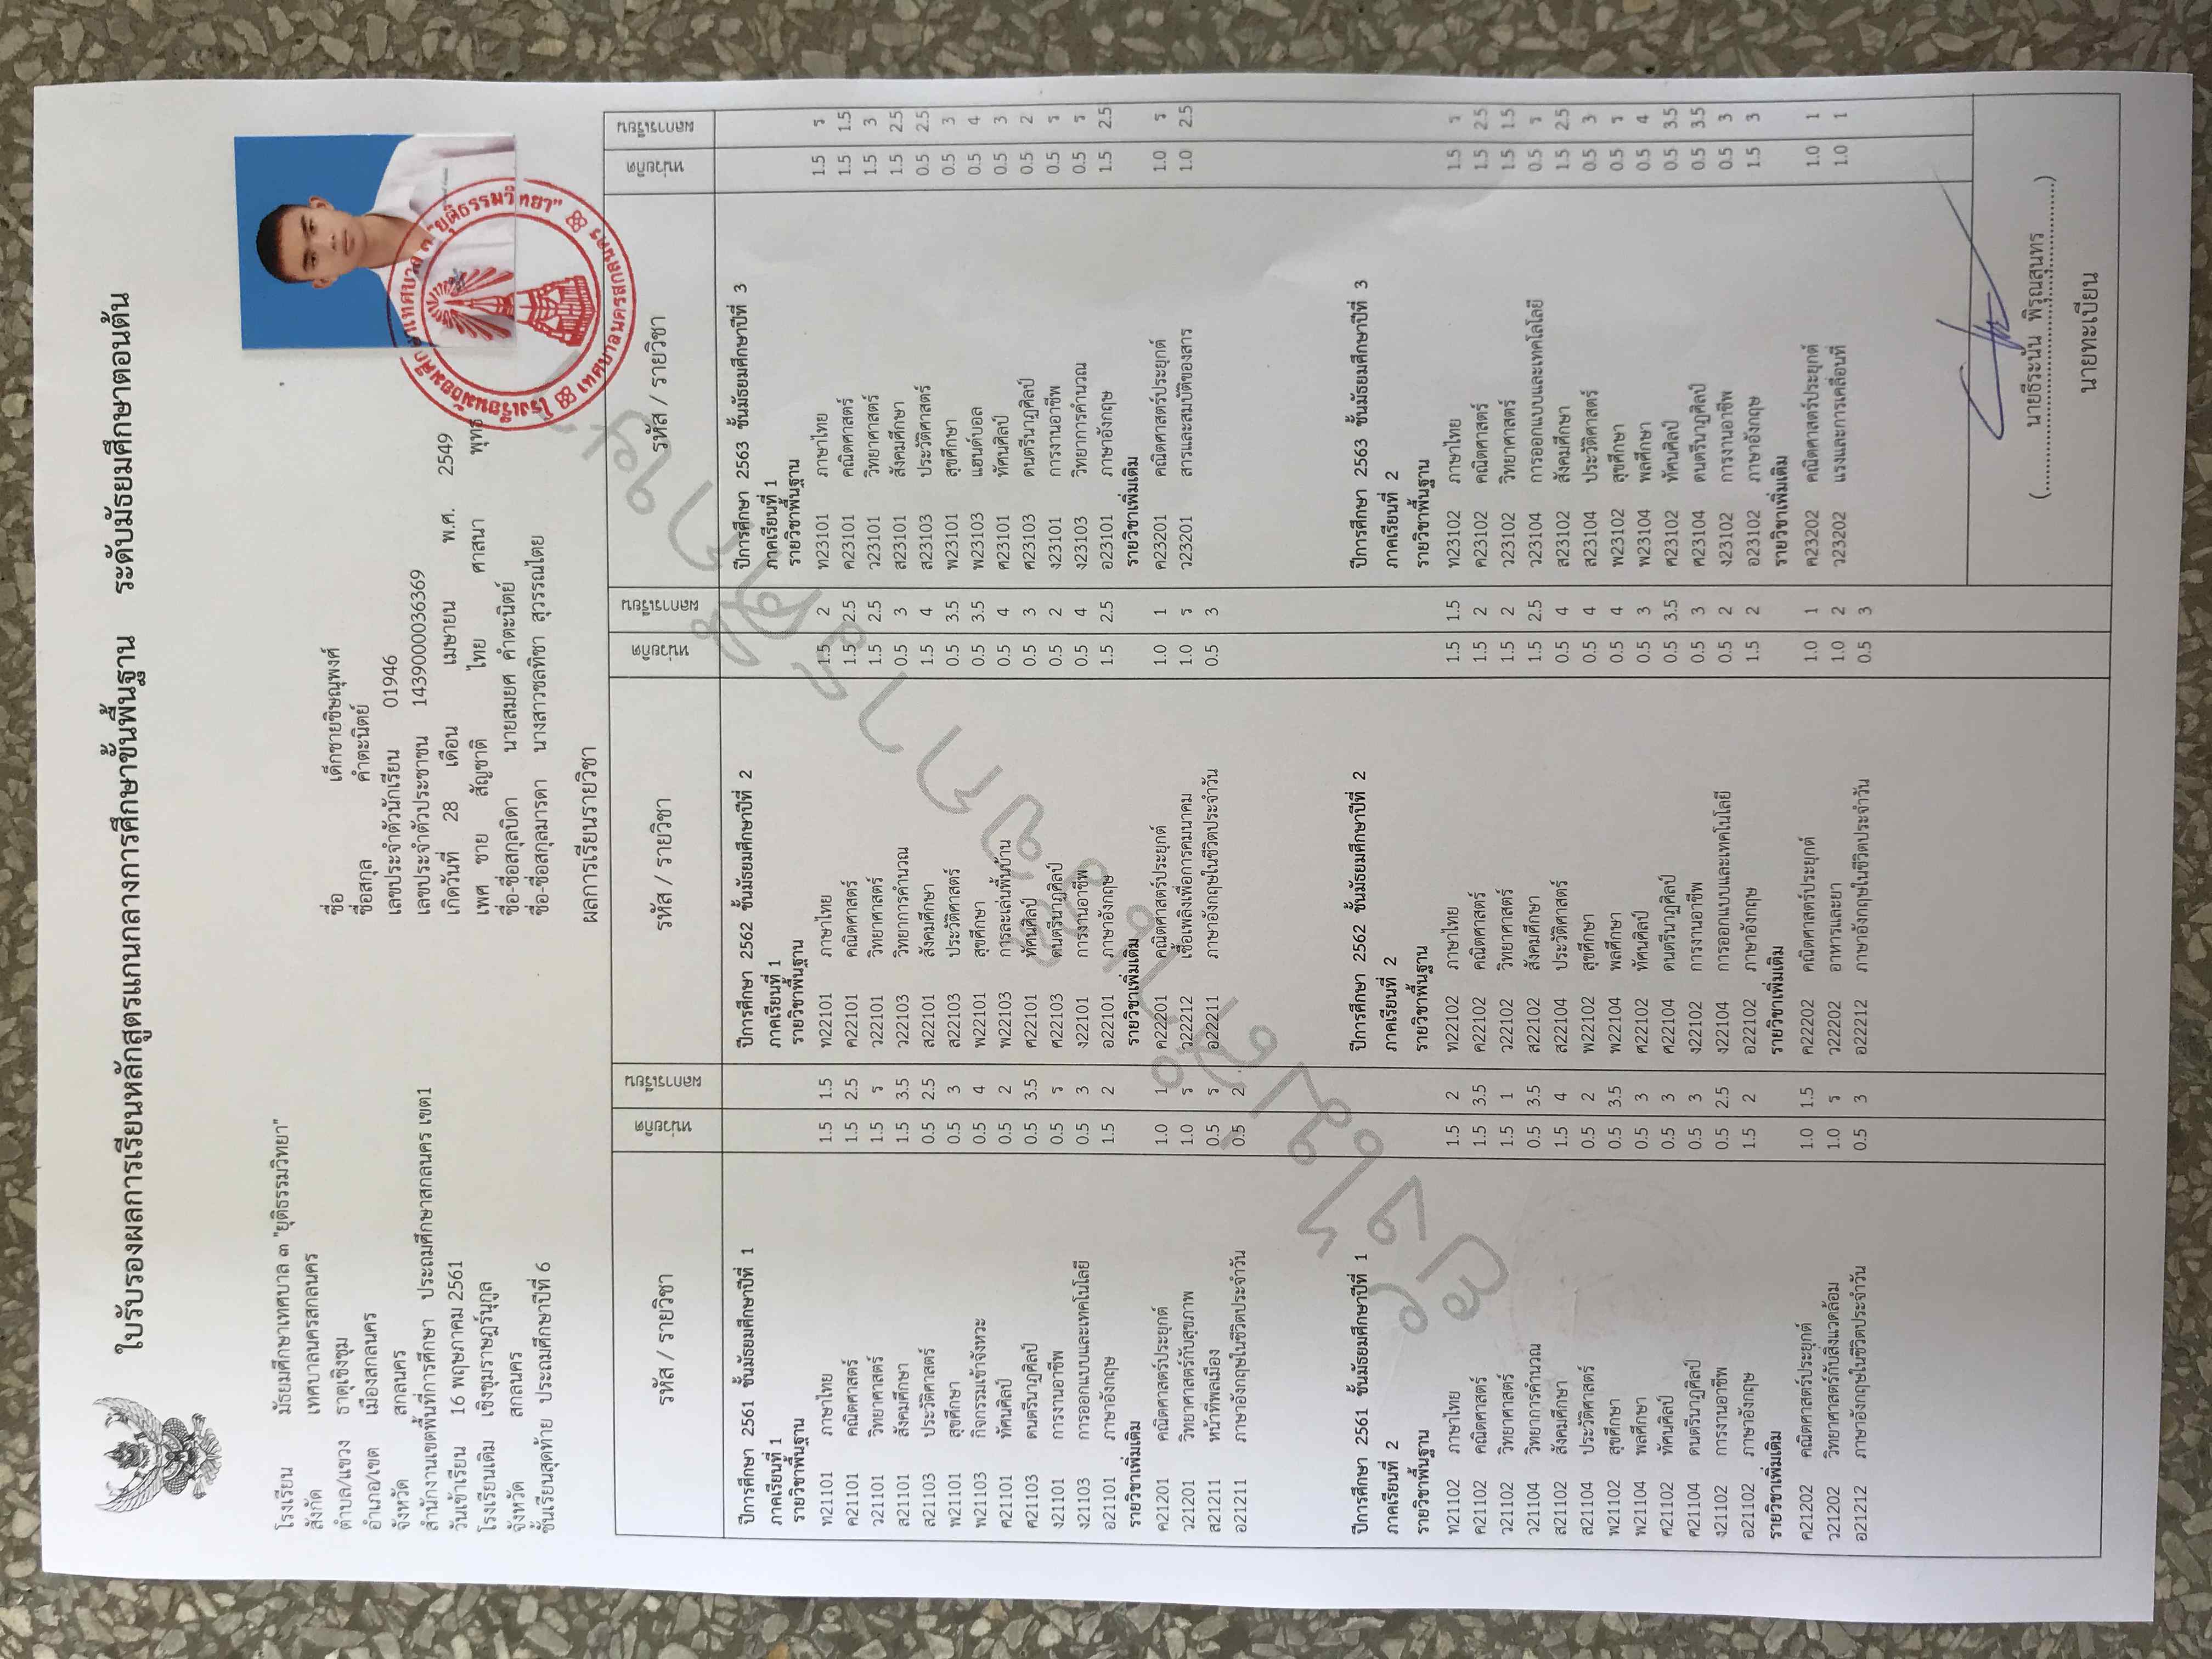 ใบรับรองผลการเรียนหลักสูตรแกนกลางการศึกษาขั้นพื้นฐาน ระดับมัธยมศึกษาตอนต้น
โรงเรียน มัธยมศึกษาเทศบาล ๓ "ยุติธรรมวิทยา"
สังกัด เทศบาลนครสกลนคร
ตำบล/แขวง ธาตุเชิงชุม
อำเภอ/เขต เมืองสกลนคร
จังหวัด สกลนคร
สำนักงานเขตพื้นที่การศึกษา ประถมศึกษาสกลนคร เขต1
วันเข้าเรียน 16 พฤษภาคม 2561
โรงเรียนเดิม เชิงชุมราษฎร์นุกูล
จังหวัด สกลนคร
ชั้นเรียนสุดท้าย ประถมศึกษาปีที่ 6
ชื่อ เด็กชายชิษณุพงศ์
ชื่อสกุล คำตะนิตย์
เลขประจำตัวนักเรียน 01946
เลขประจำตัวประชาชน 1439000036369
เกิดวันที่ 28 เดือน เมษายน พ.ศ. 2549
เพศ ชาย สัญชาติ ไทย ศาสนา พุทธ
ชื่อ-ชื่อสกุลบิดา นายสมยศ คำตะนิตย์
ชื่อ-ชื่อสกุลมารดา นางสาวชลทิชา สุวรรณไตย
โรงเรียนมัธยมศึกษาเทศบาล ๓ "ยุติธรรมวิทยา"
เทศบาลนครสกลนคร
ผลการเรียนรายวิชา
รหัส / รายวิชา หน่วยกิต ผลการเรียน
ปีการศึกษา 2561 ชั้นมัธยมศึกษาปีที่ 1
ภาคเรียนที่ 1
รายวิชาพื้นฐาน
ท21101 ภาษาไทย 1.5 1.5
ค21101 คณิตศาสตร์ 1.5 2.5
ว21101 วิทยาศาสตร์ 1.5 ร
ส21101 สังคมศึกษา 1.5 3.5
ส21103 ประวัติศาสตร์ 0.5 2.5
พ21101 สุขศึกษา 0.5 3
พ21103 กิจกรรมเข้าจังหวะ 0.5 4
ศ21101 ทัศนศิลป์ 0.5 2
ศ21103 ดนตรีนาฏศิลป์ 0.5 3.5
ง21101 การงานอาชีพ 0.5 ร
ง21103 การออกแบบและเทคโนโลยี 0.5 3
อ21101 ภาษาอังกฤษ 1.5 2
รายวิชาเพิ่มเติม
ค21201 คณิตศาสตร์ประยุกต์ 1.0 1
ว21201 วิทยาศาสตร์กับสุขภาพ 1.0 ร
ส21211 หน้าที่พลเมือง 0.5 ร
อ21211 ภาษาอังกฤษในชีวิตประจำวัน 0.5 2
ปีการศึกษา 2561 ชั้นมัธยมศึกษาปีที่ 1
ภาคเรียนที่ 2
รายวิชาพื้นฐาน
ท21102 ภาษาไทย 1.5 2
ค21102 คณิตศาสตร์ 1.5 3.5
ว21102 วิทยาศาสตร์ 1.5 1
ว21104 วิทยาการคำนวณ 0.5 3.5
ส21102 สังคมศึกษา 1.5 4
ส21104 ประวัติศาสตร์ 0.5 2
พ21102 สุขศึกษา 0.5 3.5
พ21104 พลศึกษา 0.5 3
ศ21102 ทัศนศิลป์ 0.5 3
ศ21104 ดนตรีนาฏศิลป์ 0.5 3
ง21102 การงานอาชีพ 0.5 2.5
อ21102 ภาษาอังกฤษ 1.5 2
รายวิชาเพิ่มเติม
ค21202 คณิตศาสตร์ประยุกต์ 1.0 1.5
ว21202 วิทยาศาสตร์กับสิ่งแวดล้อม 1.0 ร
อ21212 ภาษาอังกฤษในชีวิตประจำวัน 0.5 3
รหัส / รายวิชา หน่วยกิต ผลการเรียน
ปีการศึกษา 2562 ชั้นมัธยมศึกษาปีที่ 2
ภาคเรียนที่ 1
รายวิชาพื้นฐาน
ท22101 ภาษาไทย 1.5 2
ค22101 คณิตศาสตร์ 1.5 2.5
ว22101 วิทยาศาสตร์ 1.5 2.5
ว22103 วิทยาการคำนวณ 0.5 3
ส22101 สังคมศึกษา 1.5 4
ส22103 ประวัติศาสตร์ 0.5 3.5
พ22101 สุขศึกษา 0.5 3.5
พ22103 การละเล่นพื้นบ้าน 0.5 4
ศ22101 ทัศนศิลป์ 0.5 3
ศ22103 ดนตรีนาฏศิลป์ 0.5 2
ง22101 การงานอาชีพ 0.5 4
อ22101 ภาษาอังกฤษ 1.5 2.5
รายวิชาเพิ่มเติม
ค22201 คณิตศาสตร์ประยุกต์ 1.0 1
ว22212 เชื้อเพลิงเพื่อการคมนาคม 1.0 ร
อ22211 ภาษาอังกฤษในชีวิตประจำวัน 0.5 3
ปีการศึกษา 2562 ชั้นมัธยมศึกษาปีที่ 2
ภาคเรียนที่ 2
รายวิชาพื้นฐาน
ท22102 ภาษาไทย 1.5 1.5
ค22102 คณิตศาสตร์ 1.5 2
ว22102 วิทยาศาสตร์ 1.5 2
ส22102 สังคมศึกษา 1.5 2.5
ส22104 ประวัติศาสตร์ 0.5 4
พ22102 สุขศึกษา 0.5 4
พ22104 พลศึกษา 0.5 4
ศ22102 ทัศนศิลป์ 0.5 3
ศ22104 ดนตรีนาฏศิลป์ 0.5 3.5
ง22102 การงานอาชีพ 0.5 3
ง22104 การออกแบบและเทคโนโลยี 0.5 2
อ22102 ภาษาอังกฤษ 1.5 2
รายวิชาเพิ่มเติม
ค22202 คณิตศาสตร์ประยุกต์ 1.0 1
ว22202 อาหารและยา 1.0 2
อ22212 ภาษาอังกฤษในชีวิตประจำวัน 0.5 3
รหัส / รายวิชา หน่วยกิต ผลการเรียน
ปีการศึกษา 2563 ชั้นมัธยมศึกษาปีที่ 3
ภาคเรียนที่ 1
รายวิชาพื้นฐาน
ท23101 ภาษาไทย 1.5 ร
ค23101 คณิตศาสตร์ 1.5 1.5
ว23101 วิทยาศาสตร์ 1.5 3
ส23101 สังคมศึกษา 1.5 2.5
ส23103 ประวัติศาสตร์ 0.5 2.5
พ23101 สุขศึกษา 0.5 3
พ23103 แฮนด์บอล 0.5 4
ศ23101 ทัศนศิลป์ 0.5 3
ศ23103 ดนตรีนาฏศิลป์ 0.5 2
ง23101 การงานอาชีพ 0.5 ร
ง23103 วิทยาการคำนวณ 0.5 ร
อ23101 ภาษาอังกฤษ 1.5 2.5
รายวิชาเพิ่มเติม
ค23201 คณิตศาสตร์ประยุกต์ 1.0 ร
ว23201 สารและสมบัติของสาร 1.0 2.5
ปีการศึกษา 2563 ชั้นมัธยมศึกษาปีที่ 3
ภาคเรียนที่ 2
รายวิชาพื้นฐาน
ท23102 ภาษาไทย 1.5 ร
ค23102 คณิตศาสตร์ 1.5 2.5
ว23102 วิทยาศาสตร์ 1.5 1.5
ว23104 การออกแบบและเทคโลโลยี 0.5 ร
ส23102 สังคมศึกษา 1.5 2.5
ส23104 ประวัติศาสตร์ 0.5 3
พ23102 สุขศึกษา 0.5 ร
พ23104 พลศึกษา 0.5 4
ศ23102 ทัศนศิลป์ 0.5 3.5
ศ23104 ดนตรีนาฏศิลป์ 0.5 3.5
ง23102 การงานอาชีพ 0.5 3
อ23102 ภาษาอังกฤษ 1.5 3
รายวิชาเพิ่มเติม
ค23202 คณิตศาสตร์ประยุกต์ 1.0 1
ว23202 แรงและการเคลื่อนที่ 1.0 1
(นายธีระนัน พิรุณสุนทร)
นายทะเบียน